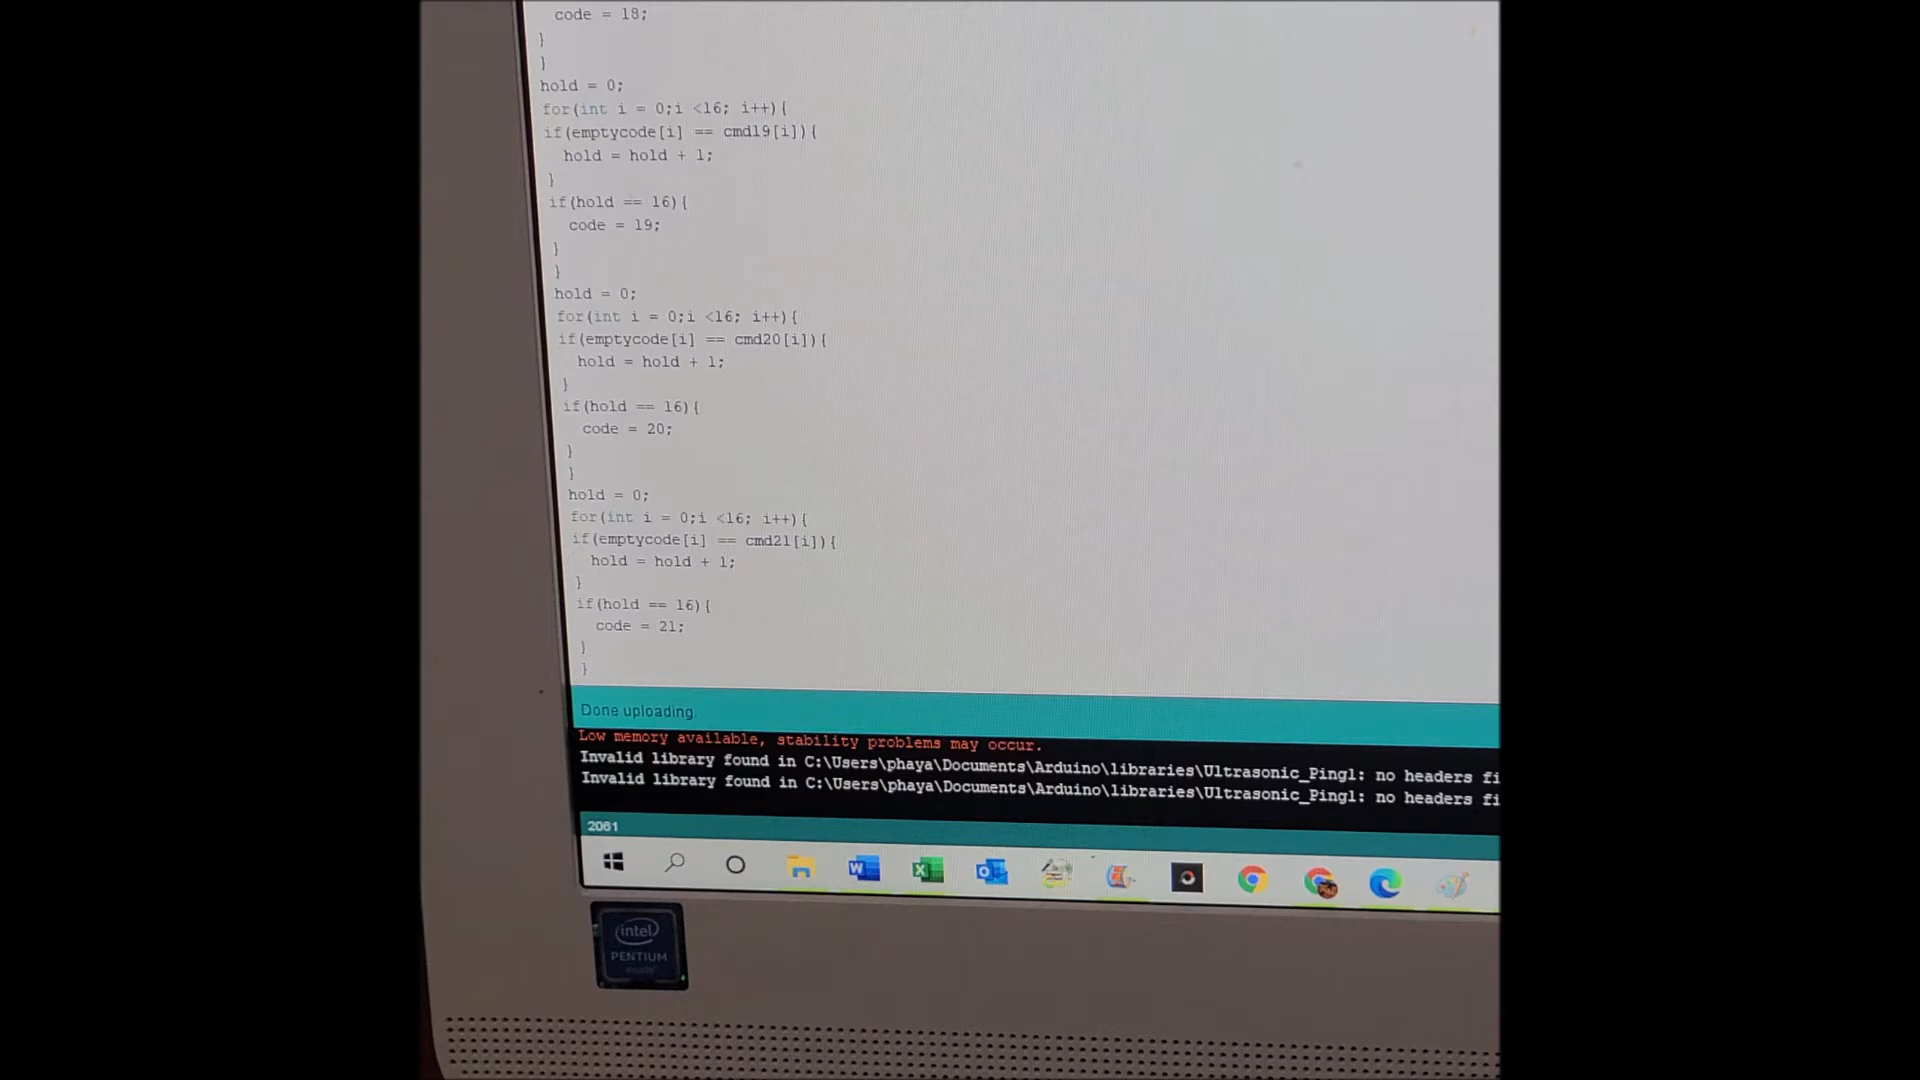 code = 18;
}
}
hold = 0;
for(int i = 0;i <16; i++){
if(emptycode[i] == cmd19[i]){
hold = hold + 1;
}
if(hold == 16){
code = 19;
}
}
hold = 0;
for(int i = 0;i <16; i++){
if(emptycode[i] == cmd20[i]){
hold = hold + 1;
}
if(hold == 16){
code = 20;
}
}
hold = 0;
for(int i = 0;i <16; i++){
if(emptycode[i] == cmd21[i]){
hold = hold + 1;
}
if(hold == 16){
code = 21;
}
}
Done uploading.
Low memory available, stability problems may occur.
Invalid library found in C:\Users\phaya\Documents\Arduino\libraries\Ultrasonic_Ping1: no headers fi
Invalid library found in C:\Users\phaya\Documents\Arduino\libraries\Ultrasonic_Ping1: no headers fi
2061
intel
PENTIUM
inside